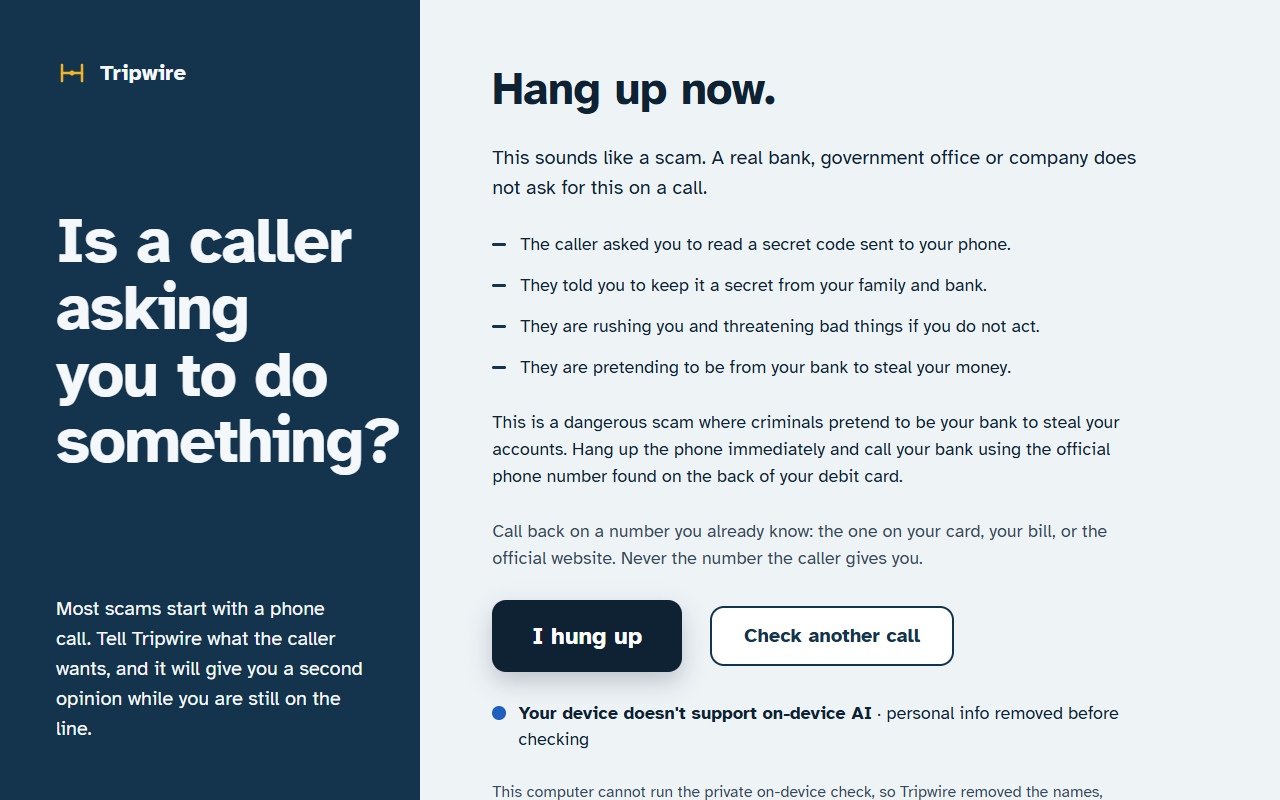 Tripwire
Is a caller
asking
you to do
something?
Most scams start with a phone
call. Tell Tripwire what the caller
wants, and it will give you a second
opinion while you are still on the
line.
Hang up now.
This sounds like a scam. A real bank, government office or company does
not ask for this on a call.
The caller asked you to read a secret code sent to your phone.
They told you to keep it a secret from your family and bank.
They are rushing you and threatening bad things if you do not act.
They are pretending to be from your bank to steal your money.
This is a dangerous scam where criminals pretend to be your bank to steal your
accounts. Hang up the phone immediately and call your bank using the official
phone number found on the back of your debit card.
Call back on a number you already know: the one on your card, your bill, or the
official website. Never the number the caller gives you.
I hung up
Check another call
Your device doesn't support on-device AI · personal info removed before
checking
This computer cannot run the private on-device check, so Tripwire removed the names,